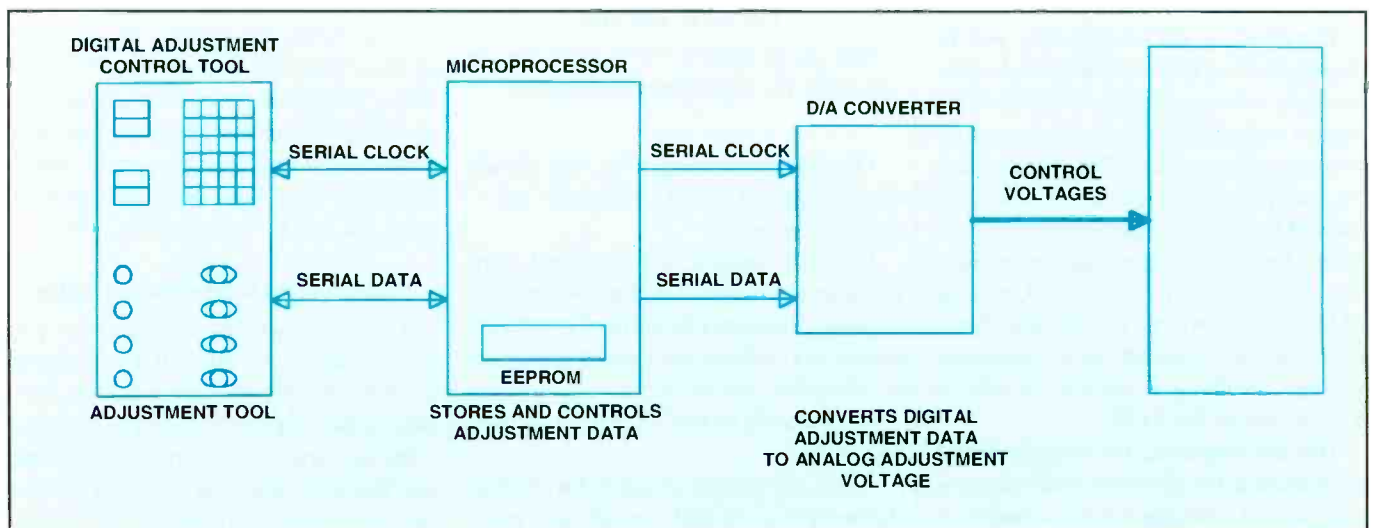 DIGITAL ADJUSTMENT
CONTROL TOOL
MICROPROCESSOR
D/A CONVERTER
SERIAL CLOCK
SERIAL CLOCK
CONTROL
VOLTAGES
SERIAL DATA
SERIAL DATA
EEPROM
ADJUSTMENT TOOL
STORES AND CONTROLS
ADJUSTMENT DATA
CONVERTS DIGITAL
ADJUSTMENT DATA
TO ANALOG ADJUSTMENT
VOLTAGE